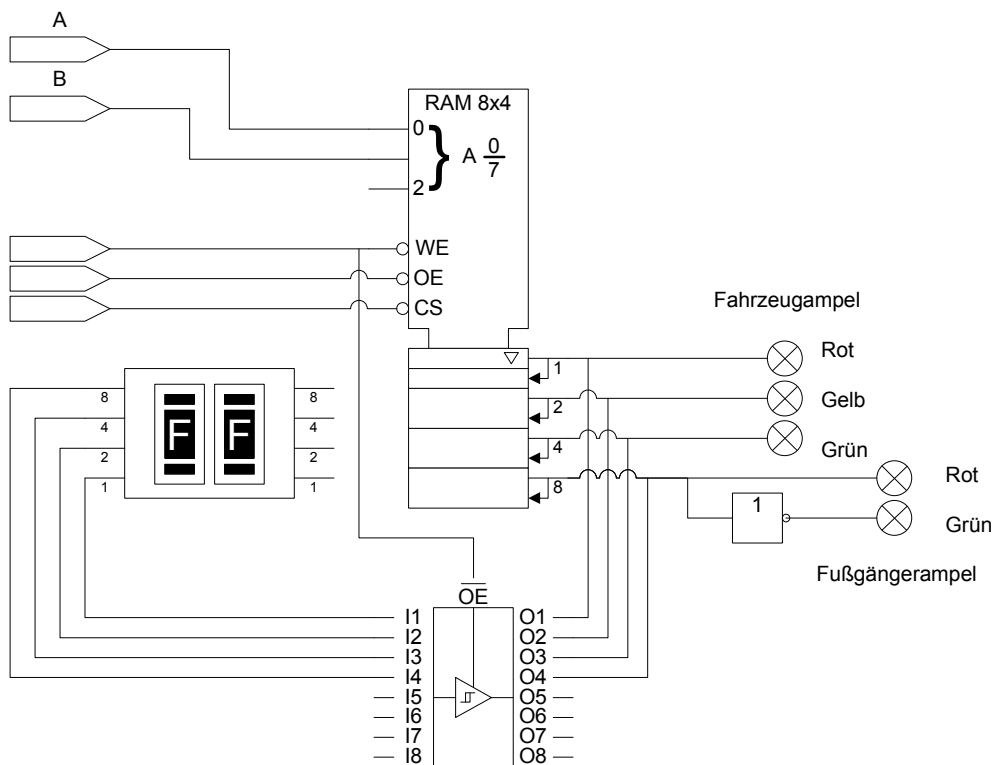 A
B
RAM 8x4
0
A 0/7
2
WE
OE
CS
Fahrzeugampel
1 Rot
2 Gelb
4 Grün
8 Rot
1
Grün
Fußgängerampel
8 F F 8
4 4
2 2
1 1
OE
I1 O1
I2 O2
I3 O3
I4 O4
I5 O5
I6 O6
I7 O7
I8 O8